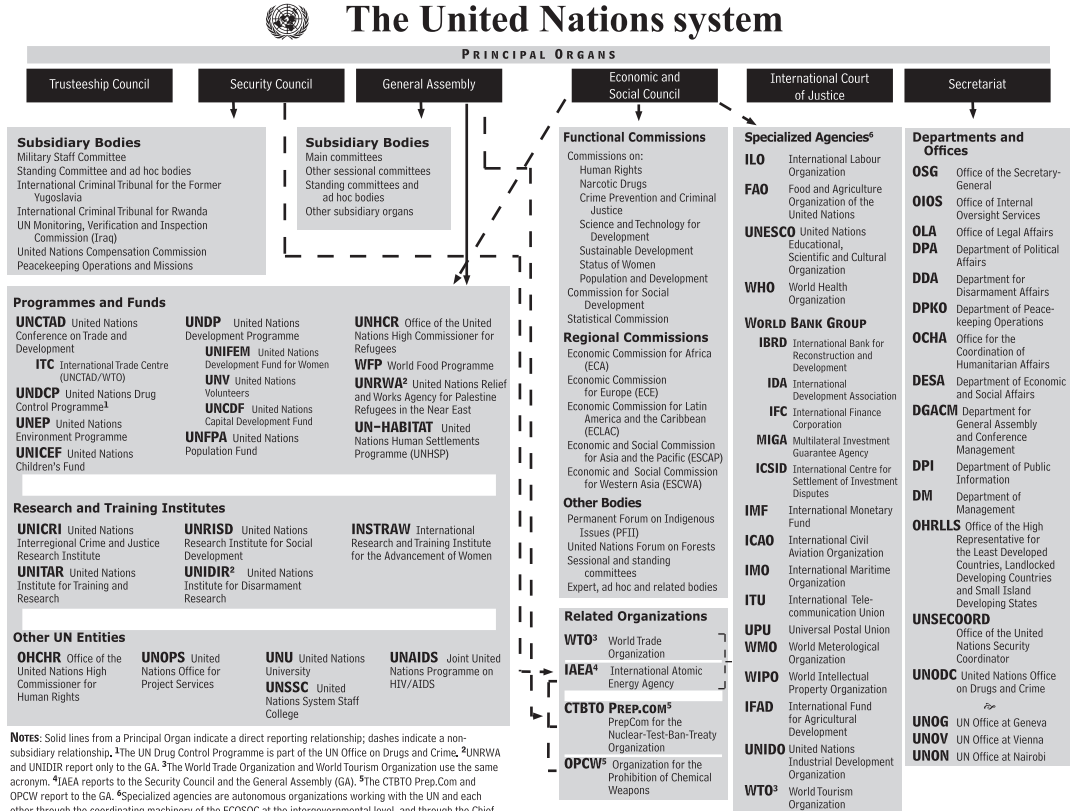 The United Nations system
PRINCIPAL ORGANS
Trusteeship Council
Security Council
General Assembly
Economic and
Social Council
International Court
of Justice
Secretariat
Subsidiary Bodies
Military Staff Committee
Standing Committee and ad hoc bodies
International Criminal Tribunal for the Former
Yugoslavia
International Criminal Tribunal for Rwanda
UN Monitoring, Verification and Inspection
Commission (Iraq)
United Nations Compensation Commission
Peacekeeping Operations and Missions
Subsidiary Bodies
Main committees
Other sessional committees
Standing committees and
ad hoc bodies
Other subsidiary organs
Programmes and Funds
UNCTAD United Nations
Conference on Trade and
Development
ITC International Trade Centre
(UNCTAD/WTO)
UNDCP United Nations Drug
Control Programme¹
UNEP United Nations
Environment Programme
UNICEF United Nations
Children's Fund
UNDP United Nations
Development Programme
UNIFEM United Nations
Development Fund for Women
UNV United Nations
Volunteers
UNCDF United Nations
Capital Development Fund
UNFPA United Nations
Population Fund
UNHCR Office of the United
Nations High Commissioner for
Refugees
WFP World Food Programme
UNRWA² United Nations Relief
and Works Agency for Palestine
Refugees in the Near East
UN-HABITAT United
Nations Human Settlements
Programme (UNHSP)
Research and Training Institutes
UNICRI United Nations
Interregional Crime and Justice
Research Institute
UNITAR United Nations
Institute for Training and
Research
UNRISD United Nations
Research Institute for Social
Development
UNIDIR² United Nations
Institute for Disarmament
Research
INSTRAW International
Research and Training Institute
for the Advancement of Women
Other UN Entities
OHCHR Office of the
United Nations High
Commissioner for
Human Rights
UNOPS United
Nations Office for
Project Services
UNU United Nations
University
UNSSC United
Nations System Staff
College
UNAIDS Joint United
Nations Programme on
HIV/AIDS
Functional Commissions
Commissions on:
Human Rights
Narcotic Drugs
Crime Prevention and Criminal
Justice
Science and Technology for
Development
Sustainable Development
Status of Women
Population and Development
Commission for Social
Development
Statistical Commission
Regional Commissions
Economic Commission for Africa
(ECA)
Economic Commission
for Europe (ECE)
Economic Commission for Latin
America and the Caribbean
(ECLAC)
Economic and Social Commission
for Asia and the Pacific (ESCAP)
Economic and Social Commission
for Western Asia (ESCWA)
Other Bodies
Permanent Forum on Indigenous
Issues (PFII)
United Nations Forum on Forests
Sessional and standing
committees
Expert, ad hoc and related bodies
Related Organizations
WTO³ World Trade
Organization
IAEA⁴ International Atomic
Energy Agency
CTBTO PREP.COM⁵
PrepCom for the
Nuclear-Test-Ban-Treaty
Organization
OPCW⁵ Organization for the
Prohibition of Chemical
Weapons
Specialized Agencies⁶
ILO International Labour
Organization
FAO Food and Agriculture
Organization of the
United Nations
UNESCO United Nations
Educational,
Scientific and Cultural
Organization
WHO World Health
Organization
WORLD BANK GROUP
IBRD International Bank for
Reconstruction and
Development
IDA International
Development Association
IFC International Finance
Corporation
MIGA Multilateral Investment
Guarantee Agency
ICSID International Centre for
Settlement of Investment
Disputes
IMF International Monetary
Fund
ICAO International Civil
Aviation Organization
IMO International Maritime
Organization
ITU International Tele-
communication Union
UPU Universal Postal Union
WMO World Meterological
Organization
WIPO World Intellectual
Property Organization
IFAD International Fund
for Agricultural
Development
UNIDO United Nations
Industrial Development
Organization
WTO³ World Tourism
Organization
Departments and
Offices
OSG Office of the Secretary-
General
OIOS Office of Internal
Oversight Services
OLA Office of Legal Affairs
DPA Department of Political
Affairs
DDA Department for
Disarmament Affairs
DPKO Department of Peace-
keeping Operations
OCHA Office for the
Coordination of
Humanitarian Affairs
DESA Department of Economic
and Social Affairs
DGACM Department for
General Assembly
and Conference
Management
DPI Department of Public
Information
DM Department of
Management
OHRLLS Office of the High
Representative for
the Least Developed
Countries, Landlocked
Developing Countries
and Small Island
Developing States
UNSECOORD
Office of the United
Nations Security
Coordinator
UNODC United Nations Office
on Drugs and Crime
UNOG UN Office at Geneva
UNOV UN Office at Vienna
UNON UN Office at Nairobi
NOTES: Solid lines from a Principal Organ indicate a direct reporting relationship; dashes indicate a non-
subsidiary relationship. ¹The UN Drug Control Programme is part of the UN Office on Drugs and Crime. ²UNRWA
and UNIDIR report only to the GA. ³The World Trade Organization and World Tourism Organization use the same
acronym. ⁴IAEA reports to the Security Council and the General Assembly (GA). ⁵The CTBTO Prep.Com and
OPCW report to the GA. ⁶Specialized agencies are autonomous organizations working with the UN and each
other through the coordinating machinery of the ECOSOC at the intergovernmental level, and through the Chief